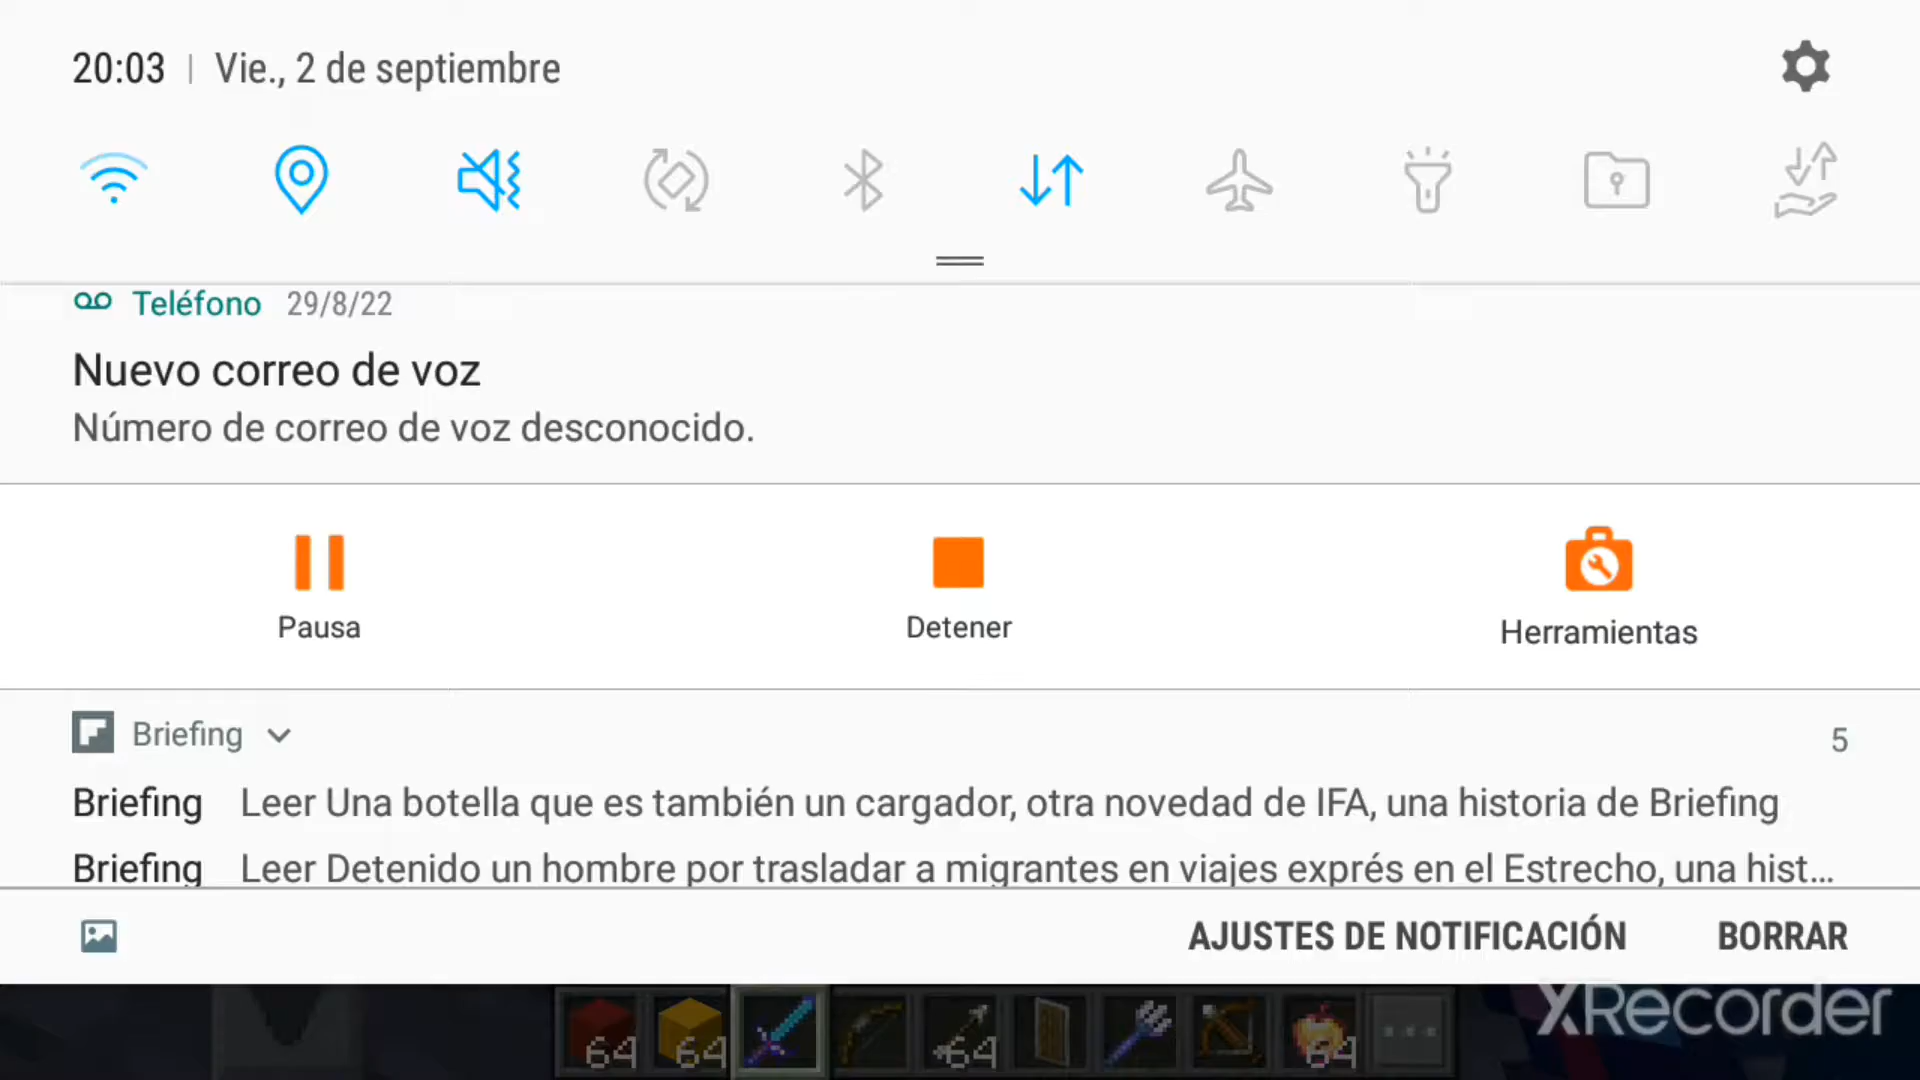 20:03 | Vie., 2 de septiembre
Teléfono 29/8/22
Nuevo correo de voz
Número de correo de voz desconocido.
Pausa
Detener
Herramientas
Briefing
5
Briefing Leer Una botella que es también un cargador, otra novedad de IFA, una historia de Briefing
Briefing Leer Detenido un hombre por trasladar a migrantes en viajes exprés en el Estrecho, una hist...
AJUSTES DE NOTIFICACIÓN
BORRAR
64
64
64
64
XRecorder